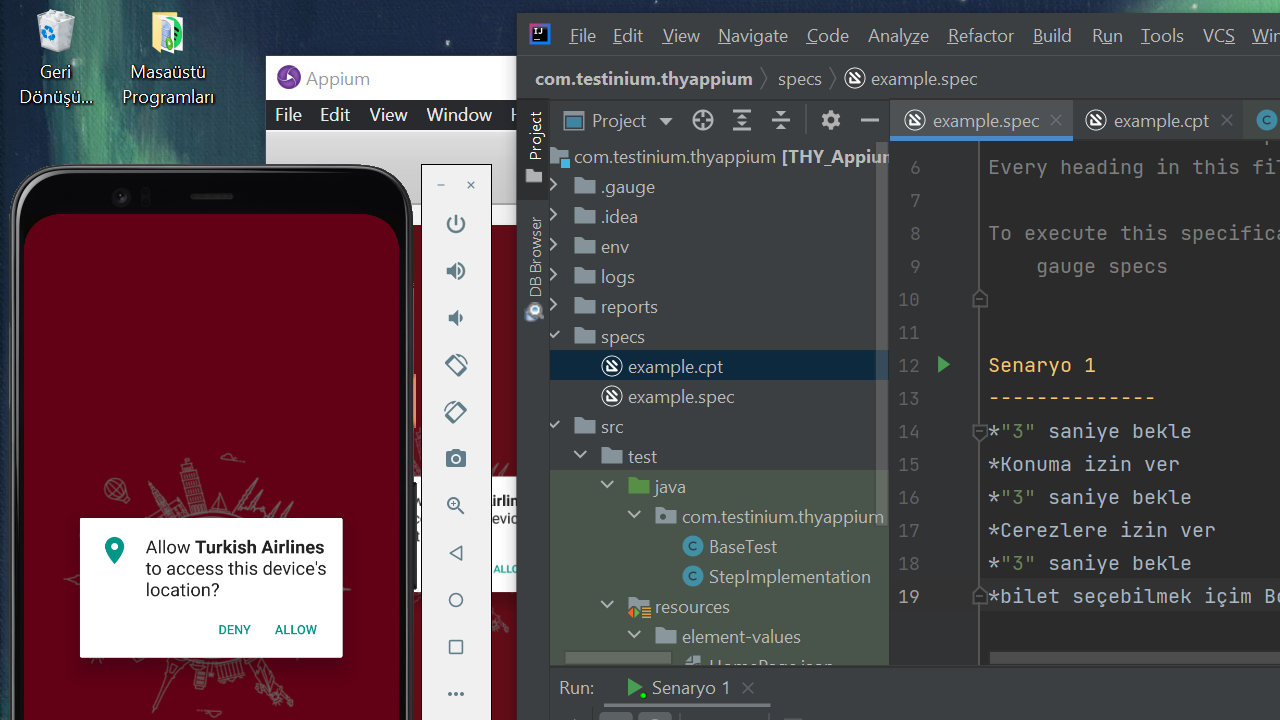 Geri
Dönüşü...
Masaüstü
Programları
Appium
File Edit View Window
Allow Turkish Airlines
to access this device's
location?
DENY ALLOW
File Edit View Navigate Code Analyze Refactor Build Run Tools VCS Win
com.testinium.thyappium specs example.spec
Project
DB Browser
Project
com.testinium.thyappium [THY_Appium
.gauge
.idea
env
logs
reports
specs
example.cpt
example.spec
src
test
java
com.testinium.thyappium
BaseTest
StepImplementation
resources
element-values
HomePage.json
example.spec example.cpt
6 Every heading in this fi
7
8 To execute this specifica
9 gauge specs
10
11
12 Senaryo 1
13 --------------
14 *"3" saniye bekle
15 *Konuma izin ver
16 *"3" saniye bekle
17 *Cerezlere izin ver
18 *"3" saniye bekle
19 *bilet seçebilmek içim Bo
Run: Senaryo 1